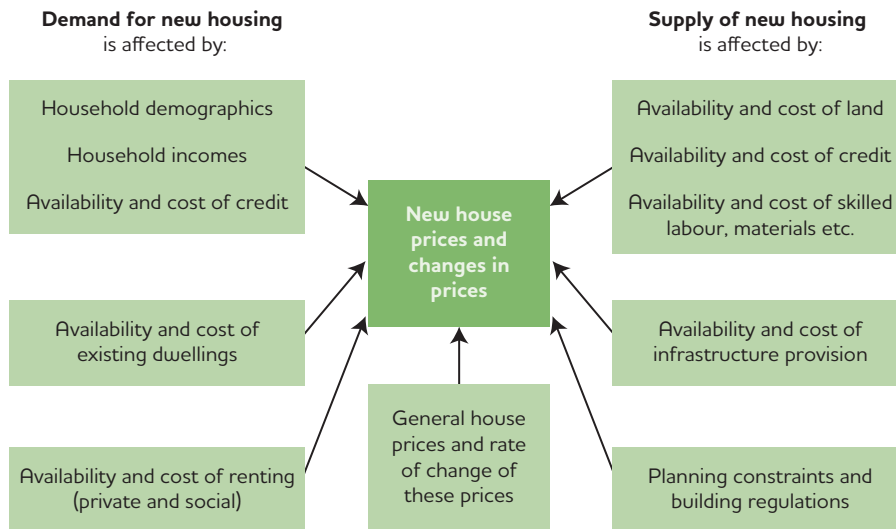 Demand for new housing
is affected by:
Household demographics
Household incomes
Availability and cost of credit
Availability and cost of
existing dwellings
Availability and cost of renting
(private and social)
New house
prices and
changes in
prices
General house
prices and rate
of change of
these prices
Supply of new housing
is affected by:
Availability and cost of land
Availability and cost of credit
Availability and cost of skilled
labour, materials etc.
Availability and cost of
infrastructure provision
Planning constraints and
building regulations